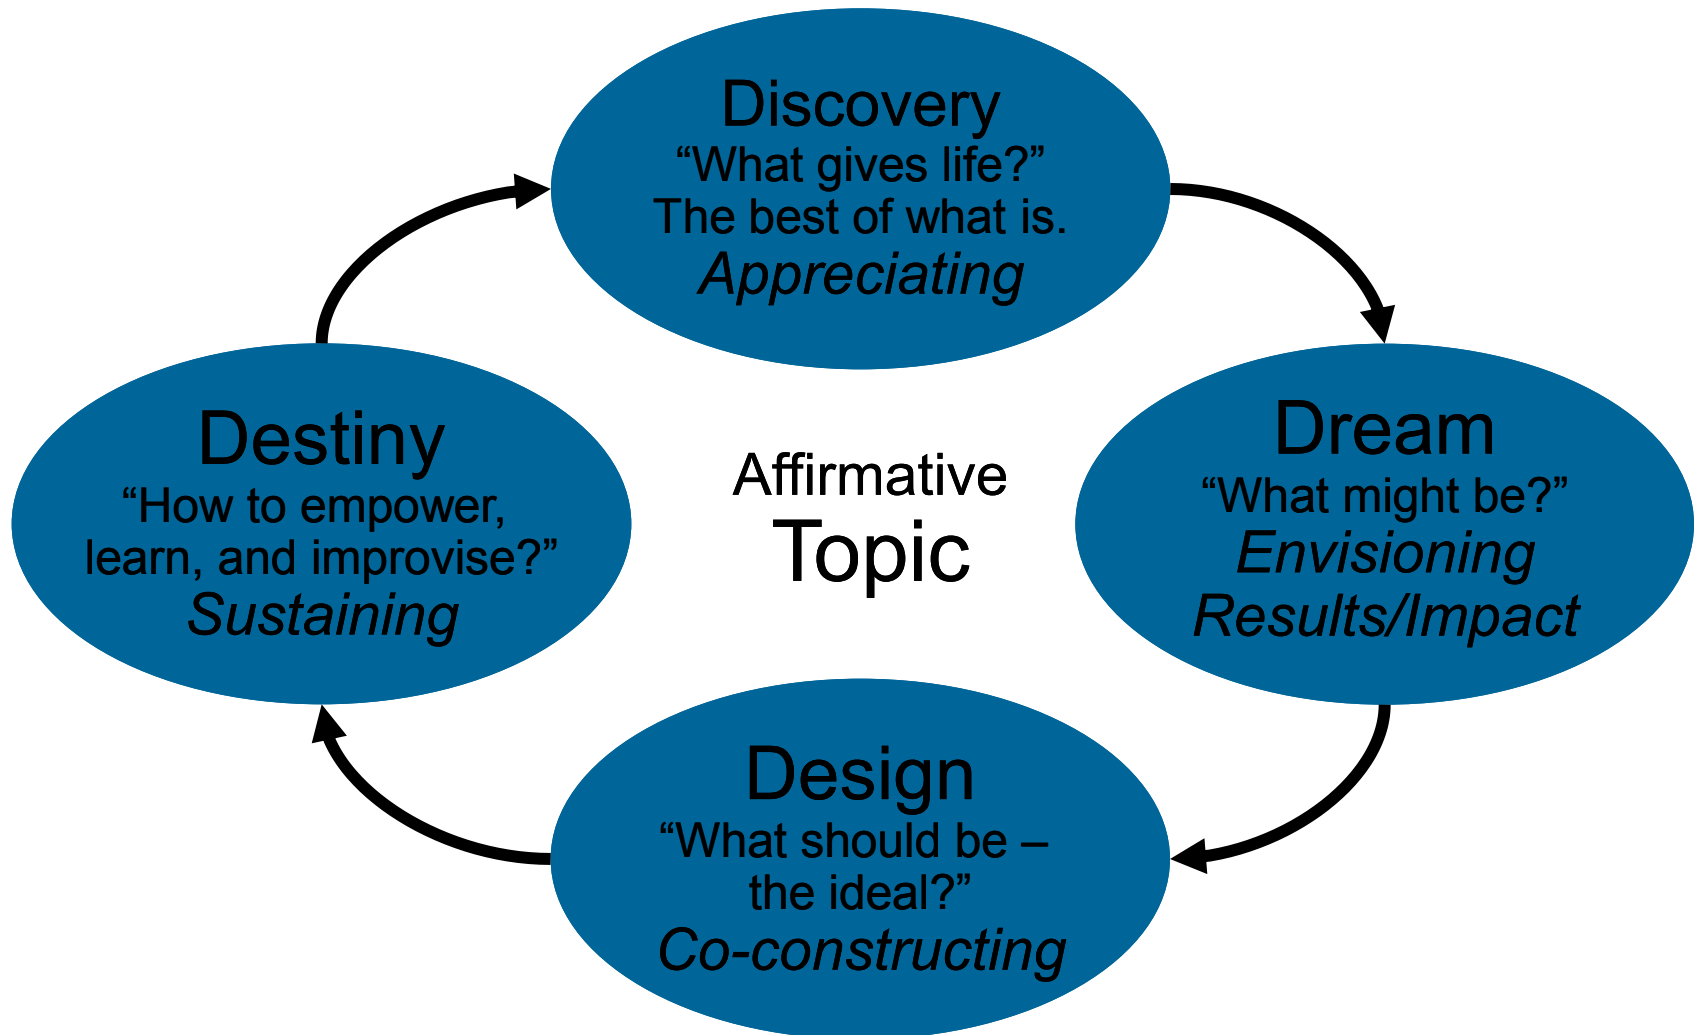 Discovery
“What gives life?”
The best of what is.
Appreciating
Dream
“What might be?”
Envisioning
Results/Impact
Design
“What should be –
the ideal?”
Co-constructing
Destiny
“How to empower,
learn, and improvise?”
Sustaining
Affirmative
Topic